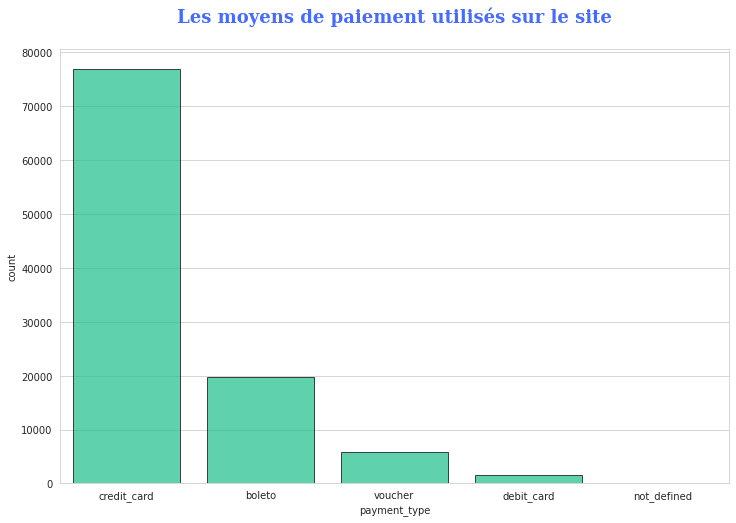 Les moyens de paiement utilisés sur le site
80000
70000
60000
50000
40000
30000
20000
10000
0
count
credit_card boleto voucher debit_card not_defined
payment_type